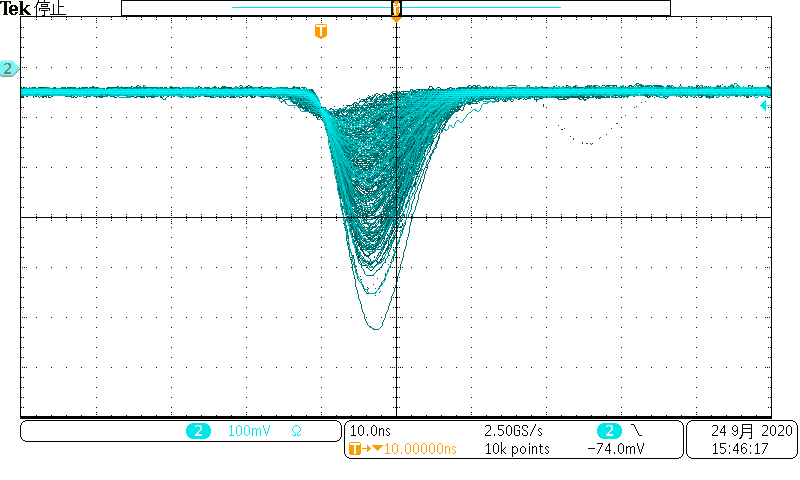 Tek 停止
T
T
2
2 100mV Ω
10.0ns 2.50GS/s 2
T→▼10.00000ns 10k points -74.0mV
24 9月 2020
15:46:17